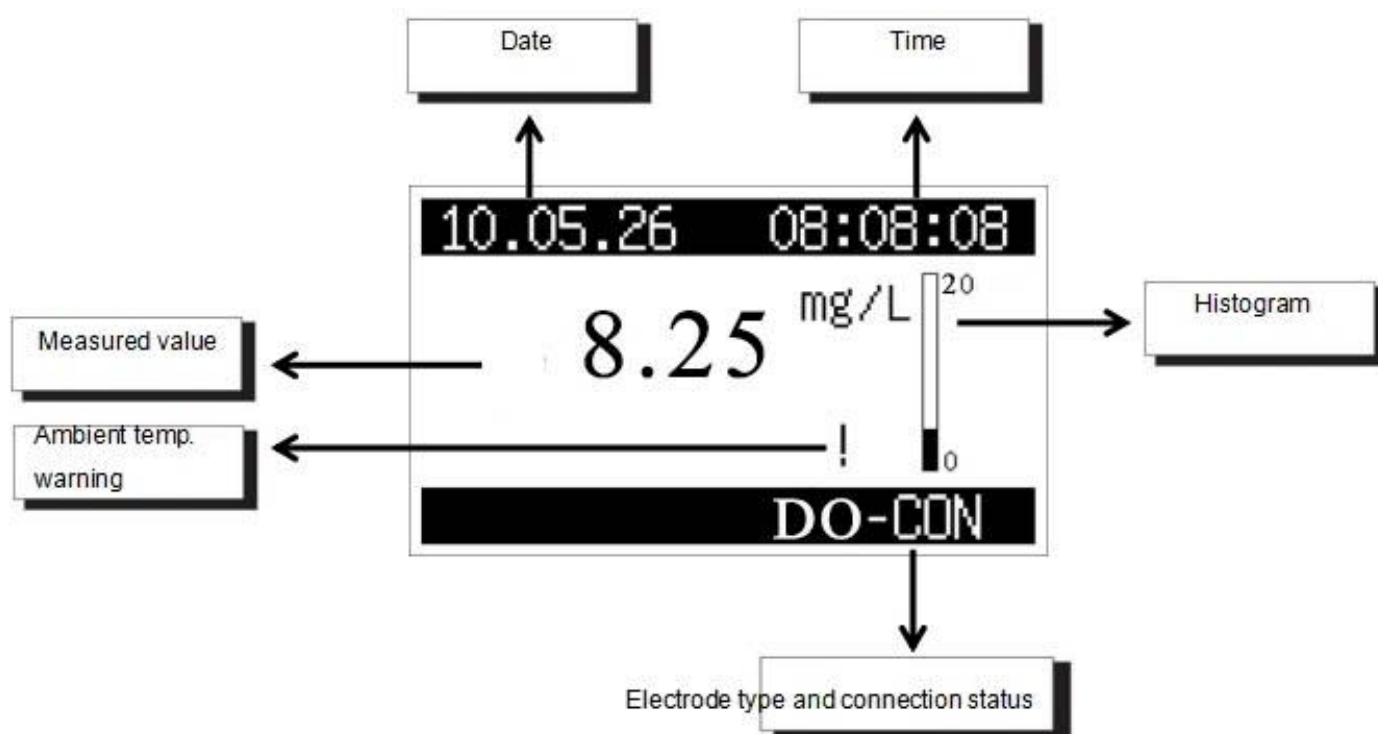 Date
Time
10.05.26 08:08:08
mg/L
20
Histogram
Measured value
8.25
Ambient temp.
warning
!
0
DO-CON
Electrode type and connection status